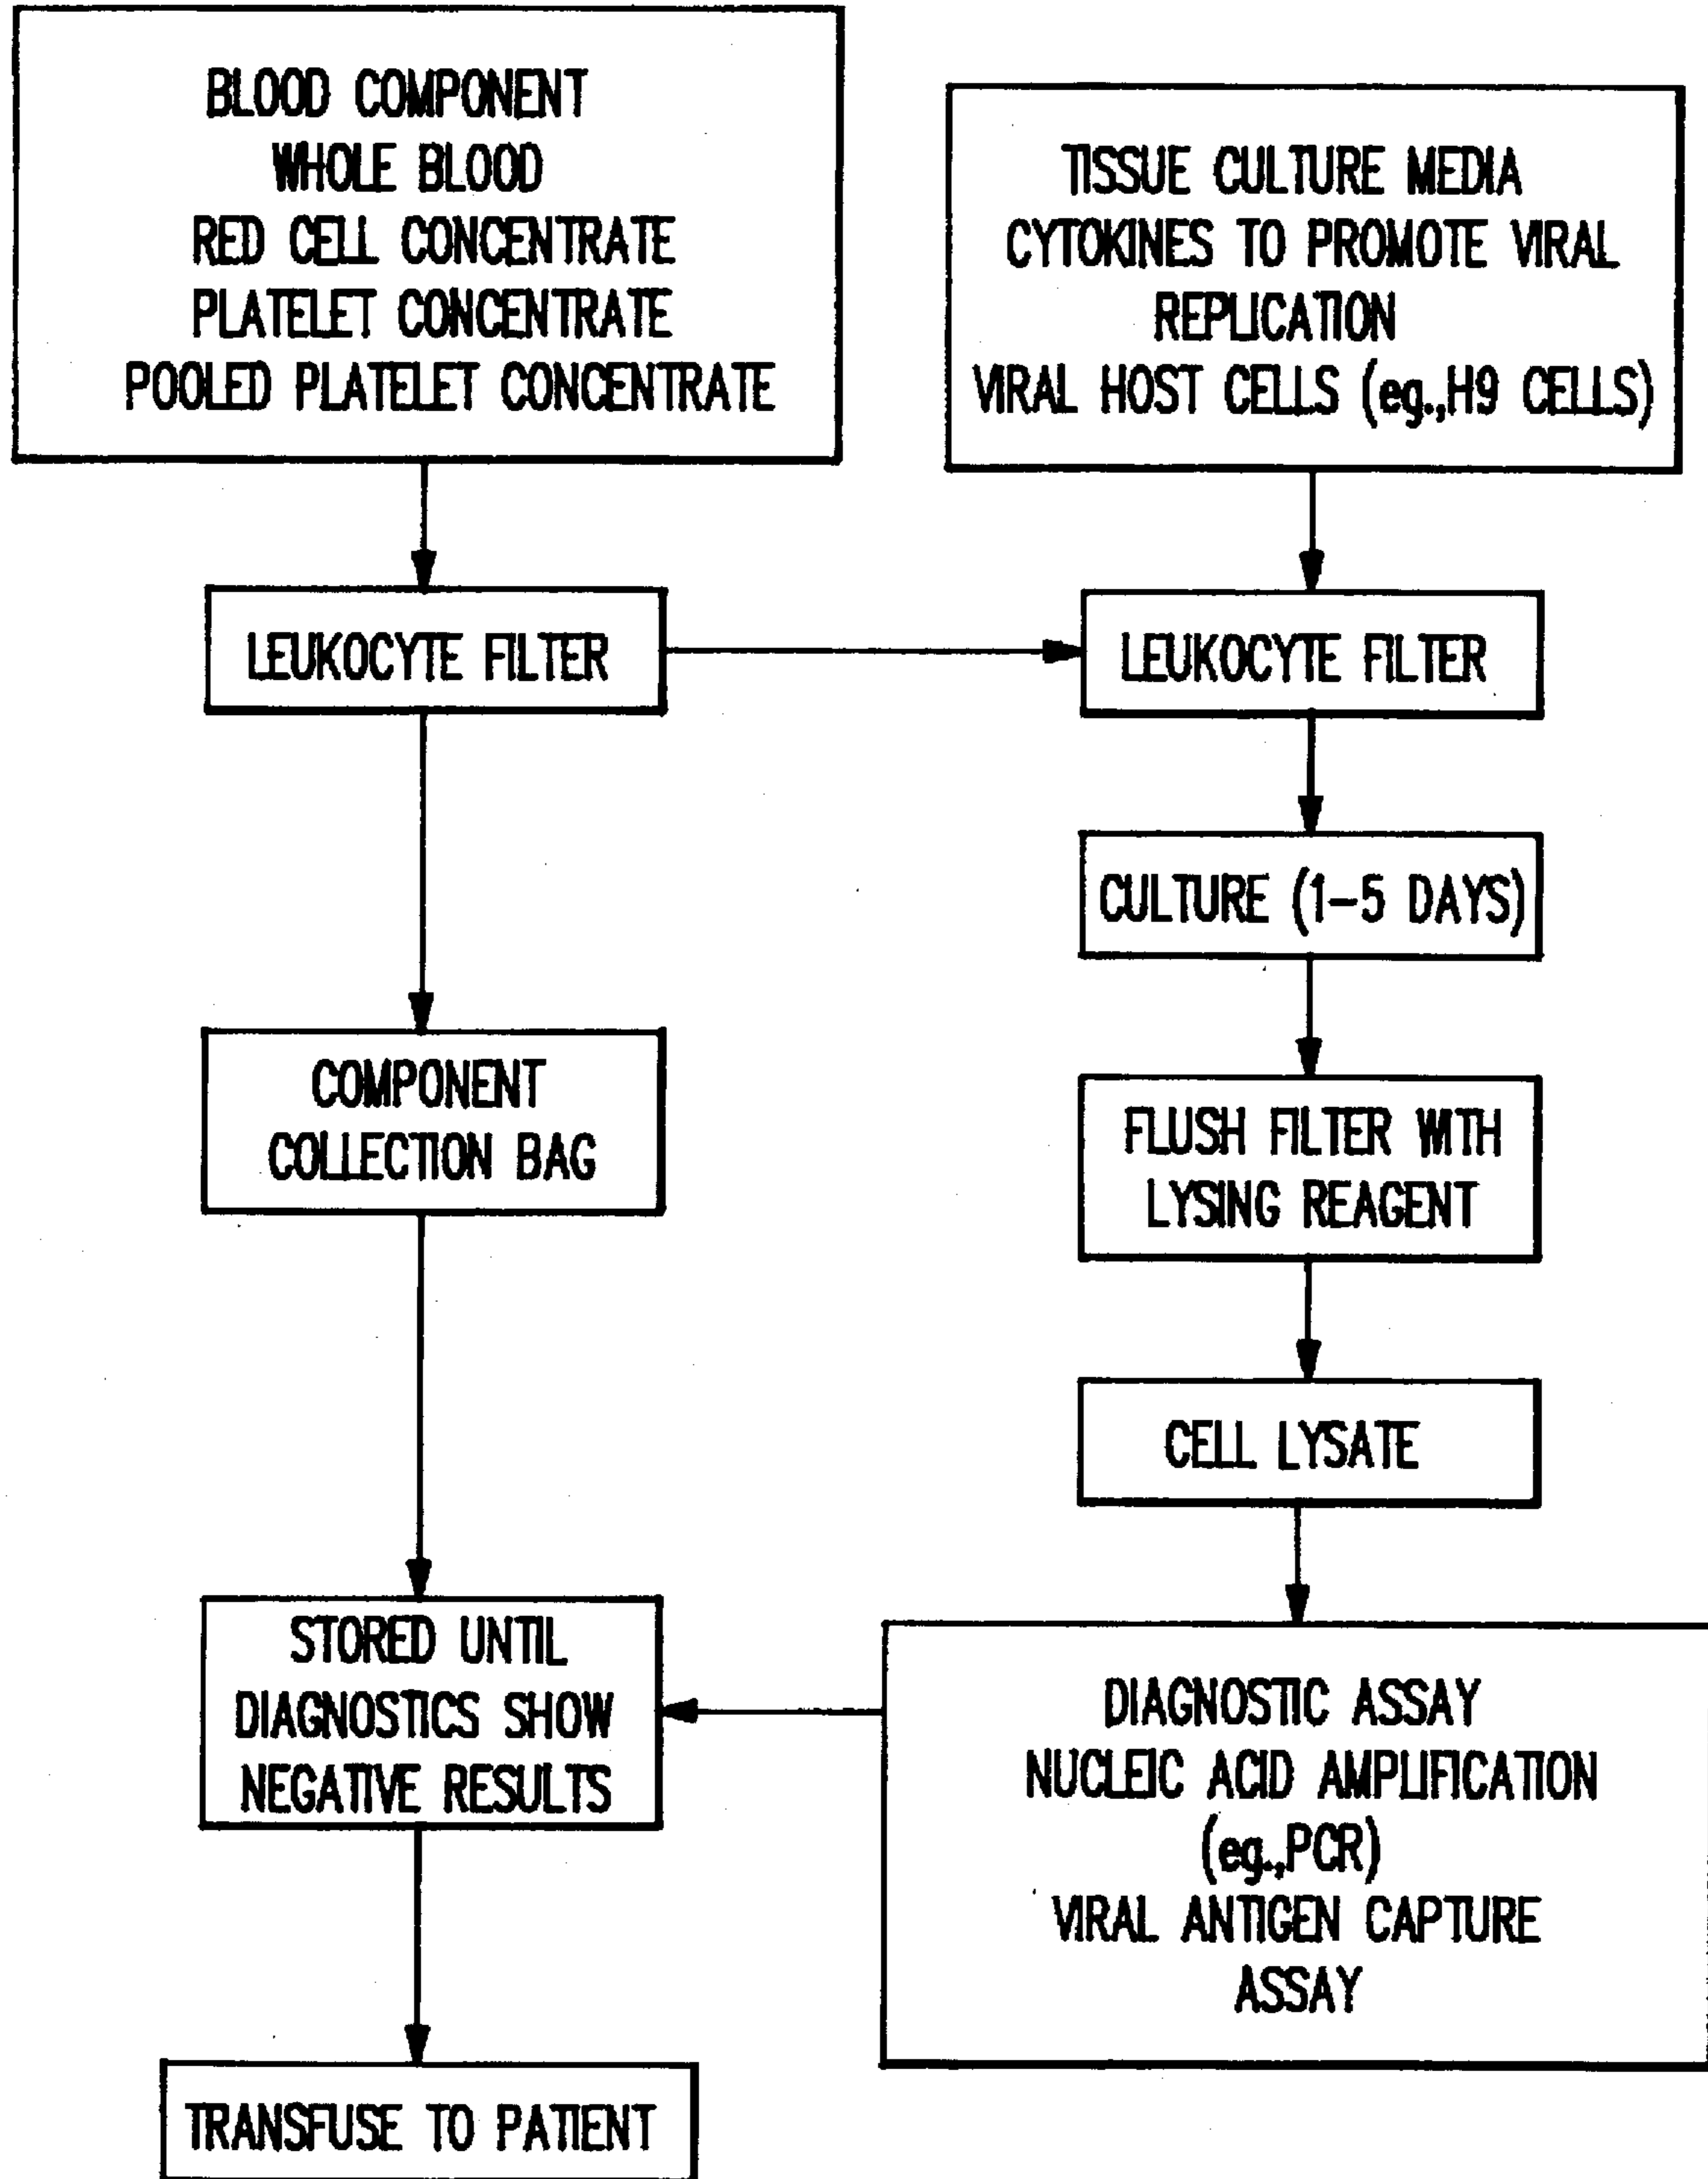 BLOOD COMPONENT
WHOLE BLOOD
RED CELL CONCENTRATE
PLATELET CONCENTRATE
POOLED PLATELET CONCENTRATE
TISSUE CULTURE MEDIA
CYTOKINES TO PROMOTE VIRAL
REPLICATION
VIRAL HOST CELLS (eg.,H9 CELLS)
LEUKOCYTE FILTER
LEUKOCYTE FILTER
CULTURE (1-5 DAYS)
COMPONENT
COLLECTION BAG
FLUSH FILTER WITH
LYSING REAGENT
CELL LYSATE
STORED UNTIL
DIAGNOSTICS SHOW
NEGATIVE RESULTS
DIAGNOSTIC ASSAY
NUCLEIC ACID AMPLIFICATION
(eg.,PCR)
VIRAL ANTIGEN CAPTURE
ASSAY
TRANSFUSE TO PATIENT